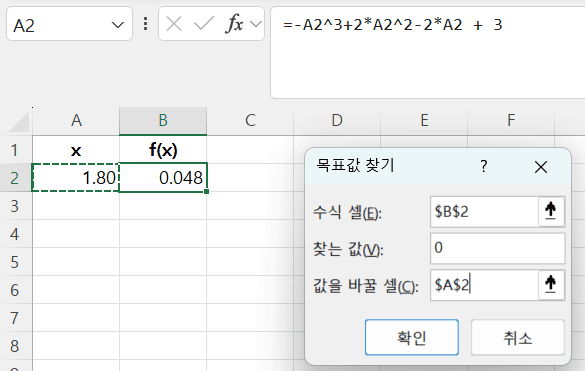 A2
fx
=-A2^3+2*A2^2-2*A2 + 3
A B C D E F
1 x f(x)
2 1.80 0.048
3
4
5
6
7
8
목표값 찾기 ?
수식 셀(E): $B$2
찾는 값(V): 0
값을 바꿀 셀(C): $A$2
확인 취소